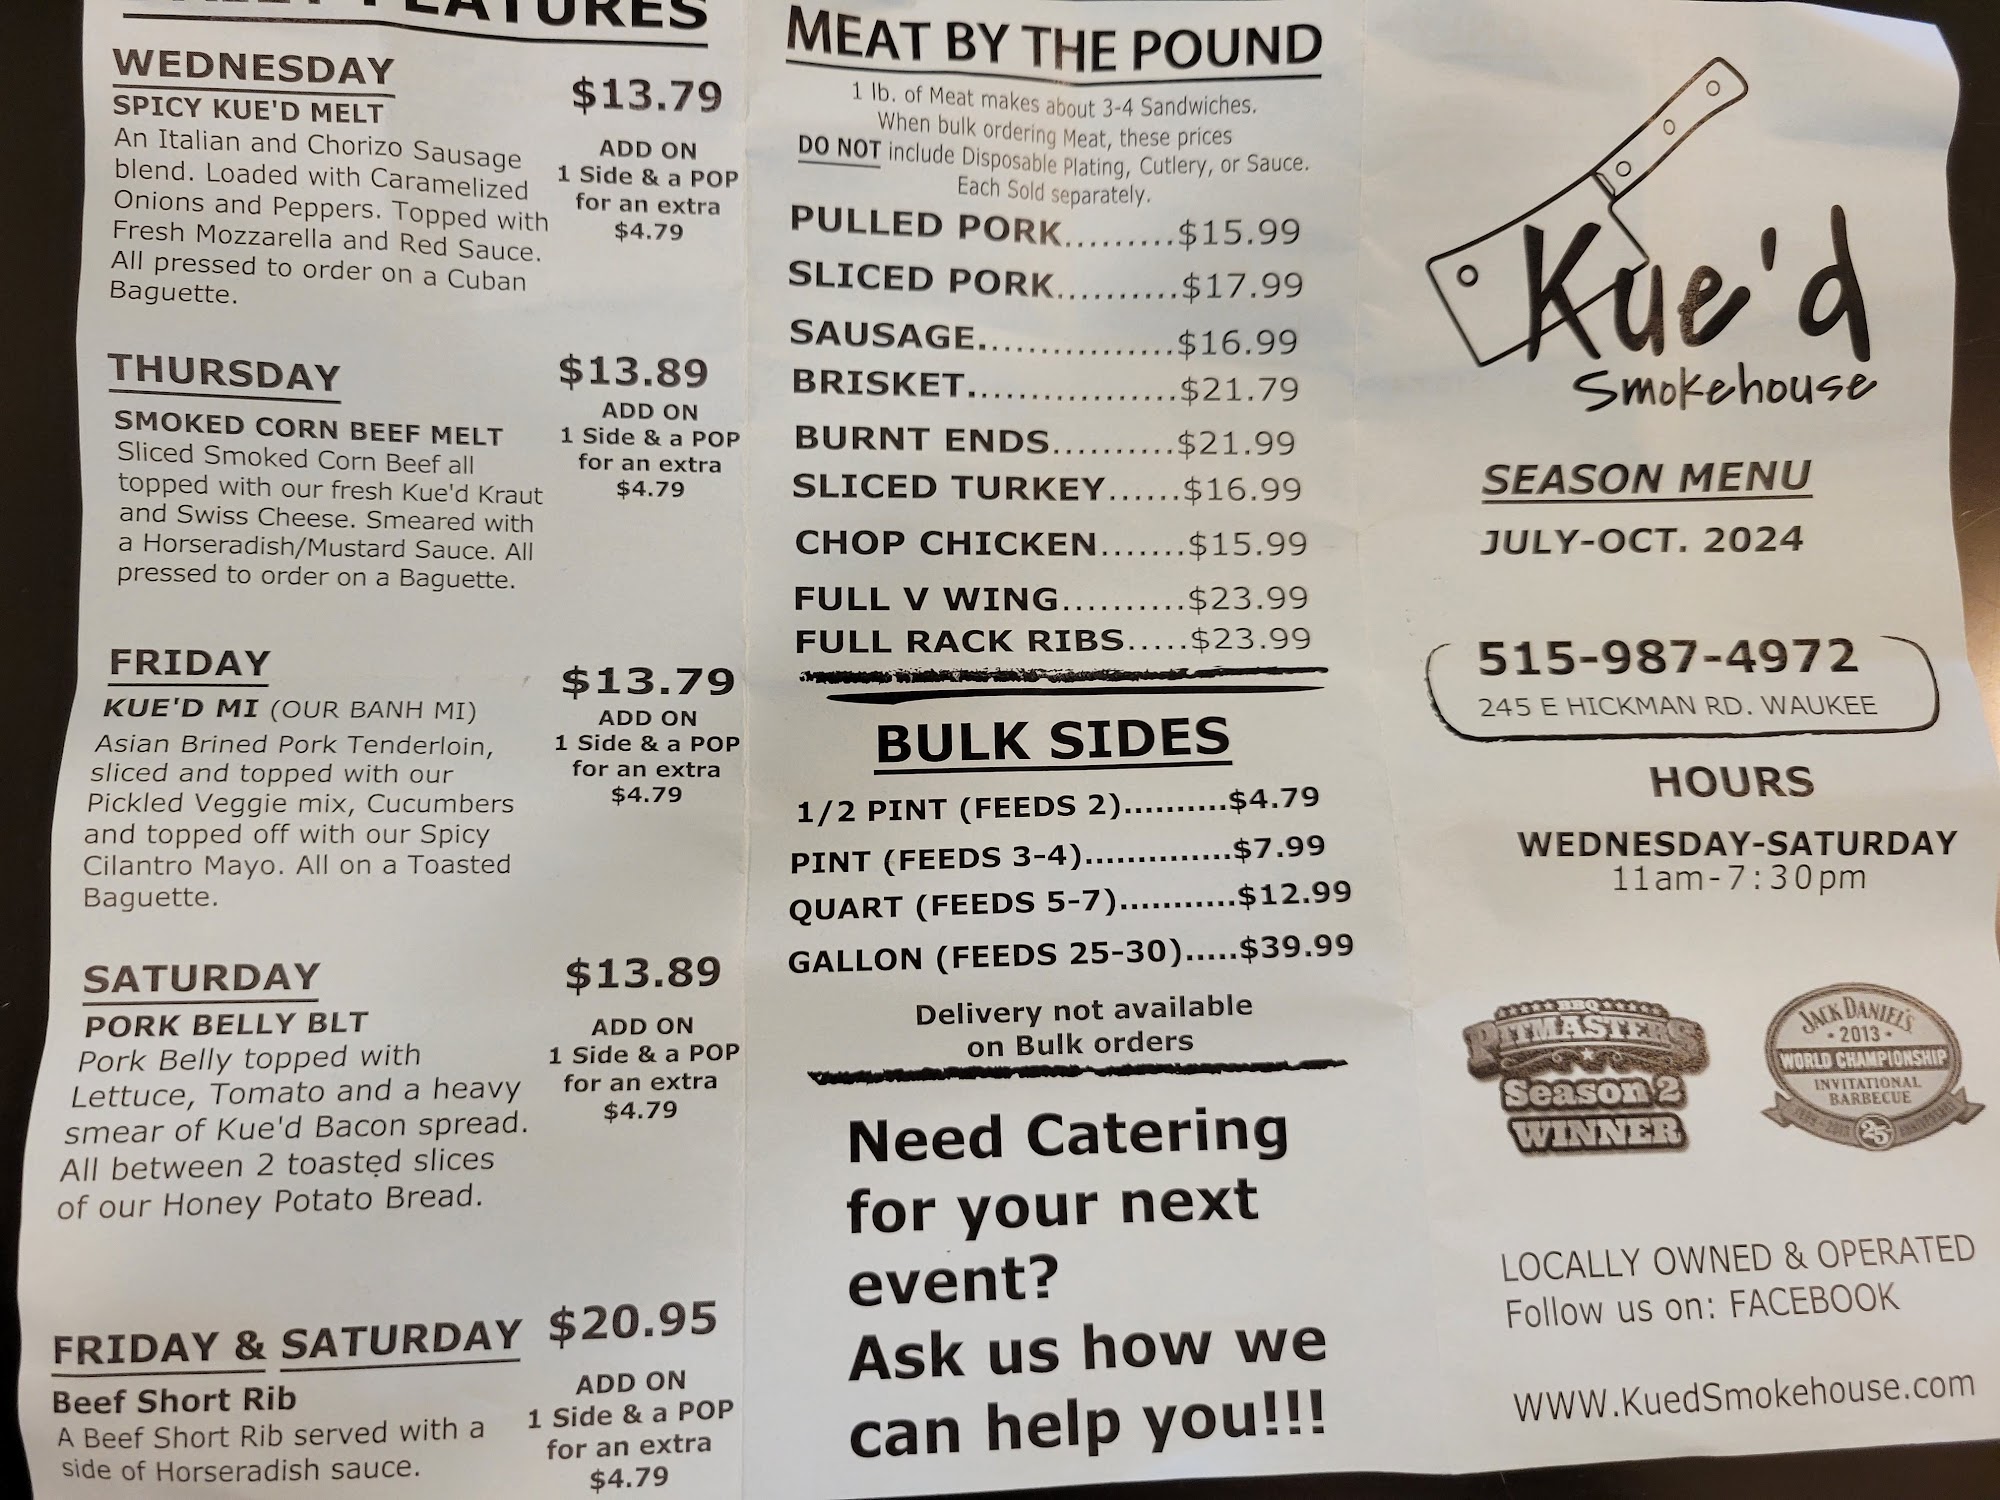 FEATURES
WEDNESDAY
$13.79
SPICY KUE'D MELT
An Italian and Chorizo Sausage
blend. Loaded with Caramelized
Onions and Peppers. Topped with
Fresh Mozzarella and Red Sauce.
All pressed to order on a Cuban
Baguette.
ADD ON
1 Side & a POP
for an extra
$4.79
THURSDAY
$13.89
SMOKED CORN BEEF MELT
Sliced Smoked Corn Beef all
topped with our fresh Kue'd Kraut
and Swiss Cheese. Smeared with
a Horseradish/Mustard Sauce. All
pressed to order on a Baguette.
ADD ON
1 Side & a POP
for an extra
$4.79
FRIDAY
$13.79
KUE'D MI (OUR BANH MI)
Asian Brined Pork Tenderloin,
sliced and topped with our
Pickled Veggie mix, Cucumbers
and topped off with our Spicy
Cilantro Mayo. All on a Toasted
Baguette.
ADD ON
1 Side & a POP
for an extra
$4.79
SATURDAY
$13.89
PORK BELLY BLT
Pork Belly topped with
Lettuce, Tomato and a heavy
smear of Kue'd Bacon spread.
All between 2 toasted slices
of our Honey Potato Bread.
ADD ON
1 Side & a POP
for an extra
$4.79
FRIDAY & SATURDAY
$20.95
Beef Short Rib
A Beef Short Rib served with a
side of Horseradish sauce.
ADD ON
1 Side & a POP
for an extra
$4.79
MEAT BY THE POUND
1 lb. of Meat makes about 3-4 Sandwiches.
When bulk ordering Meat, these prices
DO NOT include Disposable Plating, Cutlery, or Sauce.
Each Sold separately.
PULLED PORK.........$15.99
SLICED PORK..........$17.99
SAUSAGE................$16.99
BRISKET..................$21.79
BURNT ENDS..........$21.99
SLICED TURKEY......$16.99
CHOP CHICKEN.......$15.99
FULL V WING..........$23.99
FULL RACK RIBS.....$23.99
BULK SIDES
1/2 PINT (FEEDS 2)..........$4.79
PINT (FEEDS 3-4)..............$7.99
QUART (FEEDS 5-7)...........$12.99
GALLON (FEEDS 25-30).....$39.99
Delivery not available
on Bulk orders
Need Catering
for your next
event?
Ask us how we
can help you!!!
Kue'd
Smokehouse
SEASON MENU
JULY-OCT. 2024
515-987-4972
245 E HICKMAN RD. WAUKEE
HOURS
WEDNESDAY-SATURDAY
11am-7:30pm
BBQ
PITMASTERS
Season 2
WINNER
JACK DANIEL'S
· 2013 ·
WORLD CHAMPIONSHIP
INVITATIONAL
BARBECUE
25
ANNIVERSARY
LOCALLY OWNED & OPERATED
Follow us on: FACEBOOK
WWW.KuedSmokehouse.com